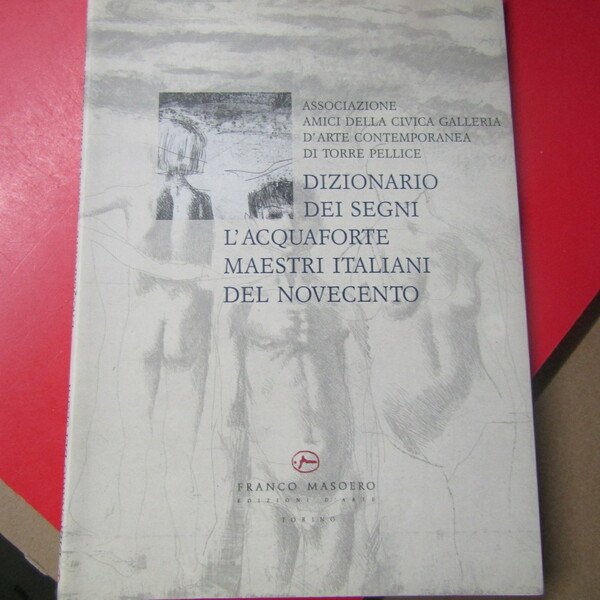 ASSOCIAZIONE
AMICI DELLA CIVICA GALLERIA
D'ARTE CONTEMPORANEA
DI TORRE PELLICE
DIZIONARIO
DEI SEGNI
L'ACQUAFORTE
MAESTRI ITALIANI
DEL NOVECENTO
FRANCO MASOERO
EDIZIONI D'ARTE
TORINO